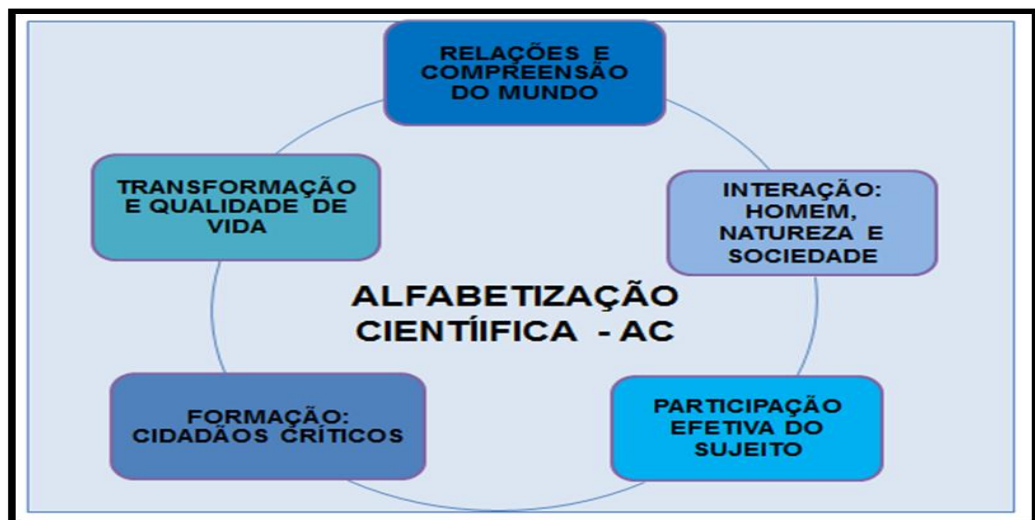 RELAÇÕES E
COMPREENSÃO
DO MUNDO
TRANSFORMAÇÃO
E QUALIDADE DE
VIDA
INTERAÇÃO:
HOMEM,
NATUREZA E
SOCIEDADE
ALFABETIZAÇÃO
CIENTÍIFICA - AC
FORMAÇÃO:
CIDADÃOS CRÍTICOS
PARTICIPAÇÃO
EFETIVA DO
SUJEITO